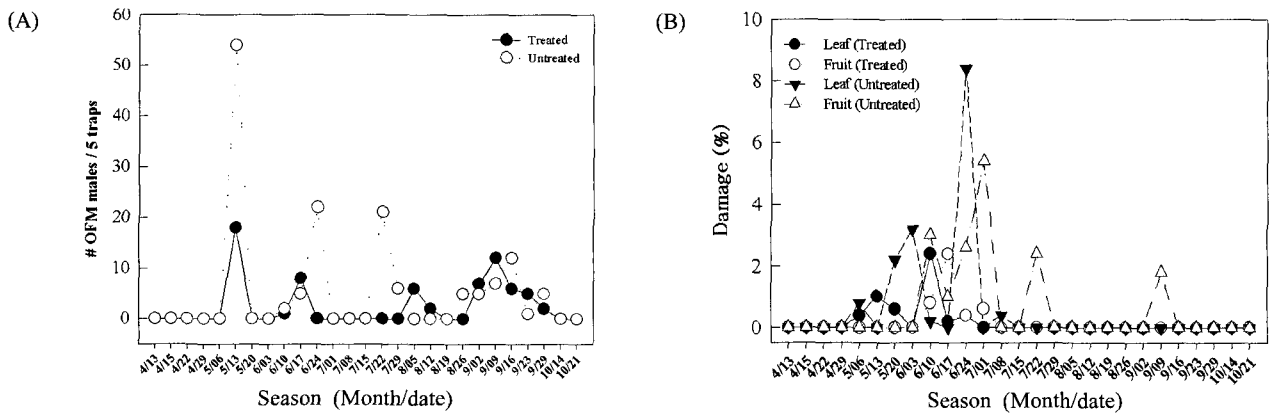 (A)
60
50
40
30
20
10
0
# OFM males / 5 traps
Treated
Untreated
4/13 4/15 4/22 4/29 5/06 5/13 5/20 6/03 6/10 6/17 6/24 7/01 7/08 7/15 7/22 7/29 8/05 8/12 8/19 8/26 9/02 9/09 9/16 9/23 9/29 10/14 10/21
Season (Month/date)
(B)
10
8
6
4
2
0
Damage (%)
Leaf (Treated)
Fruit (Treated)
Leaf (Untreated)
Fruit (Untreated)
4/13 4/15 4/22 4/29 5/06 5/13 5/20 6/03 6/10 6/17 6/24 7/01 7/08 7/15 7/22 7/29 8/05 8/12 8/19 8/26 9/02 9/09 9/16 9/23 9/29 10/14 10/21
Season (Month/date)